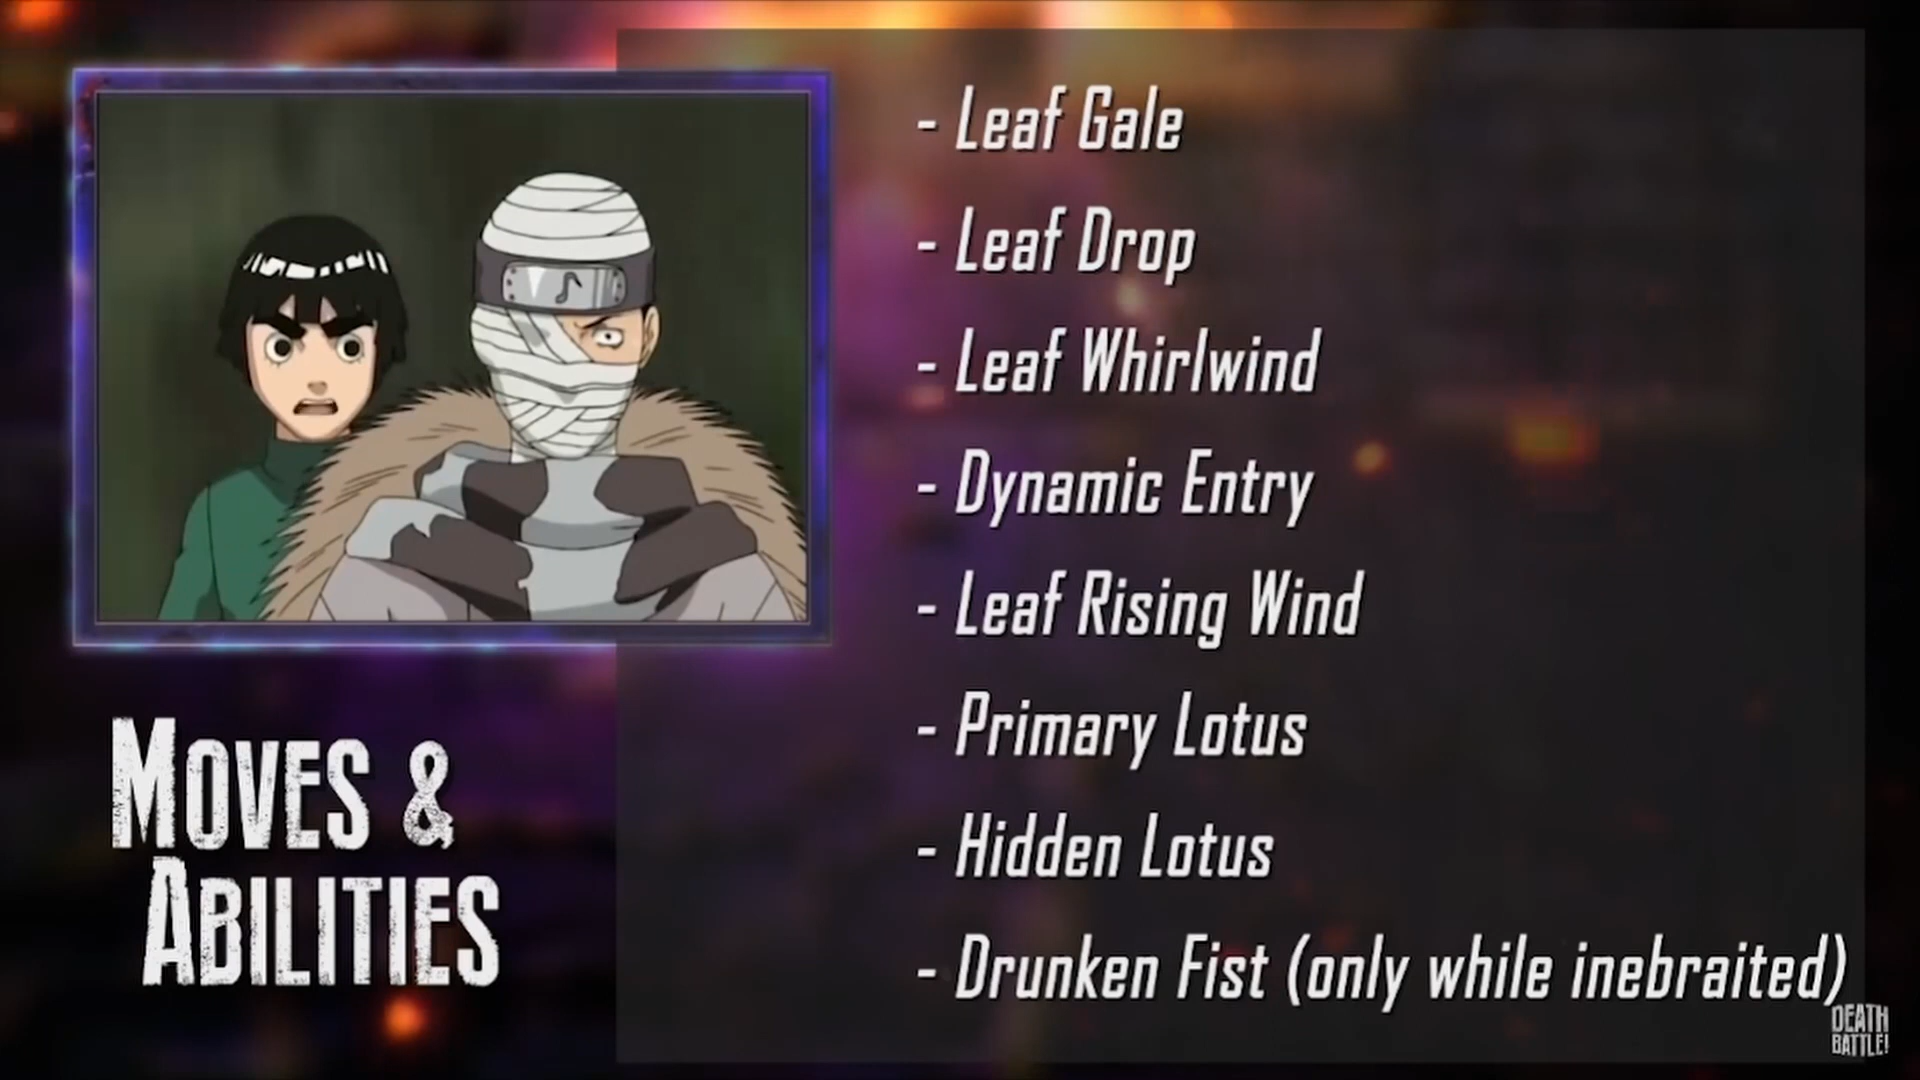 - Leaf Gale
- Leaf Drop
- Leaf Whirlwind
- Dynamic Entry
- Leaf Rising Wind
- Primary Lotus
- Hidden Lotus
- Drunken Fist (only while inebraited)
MOVES &
ABILITIES
DEATH
BATTLE!